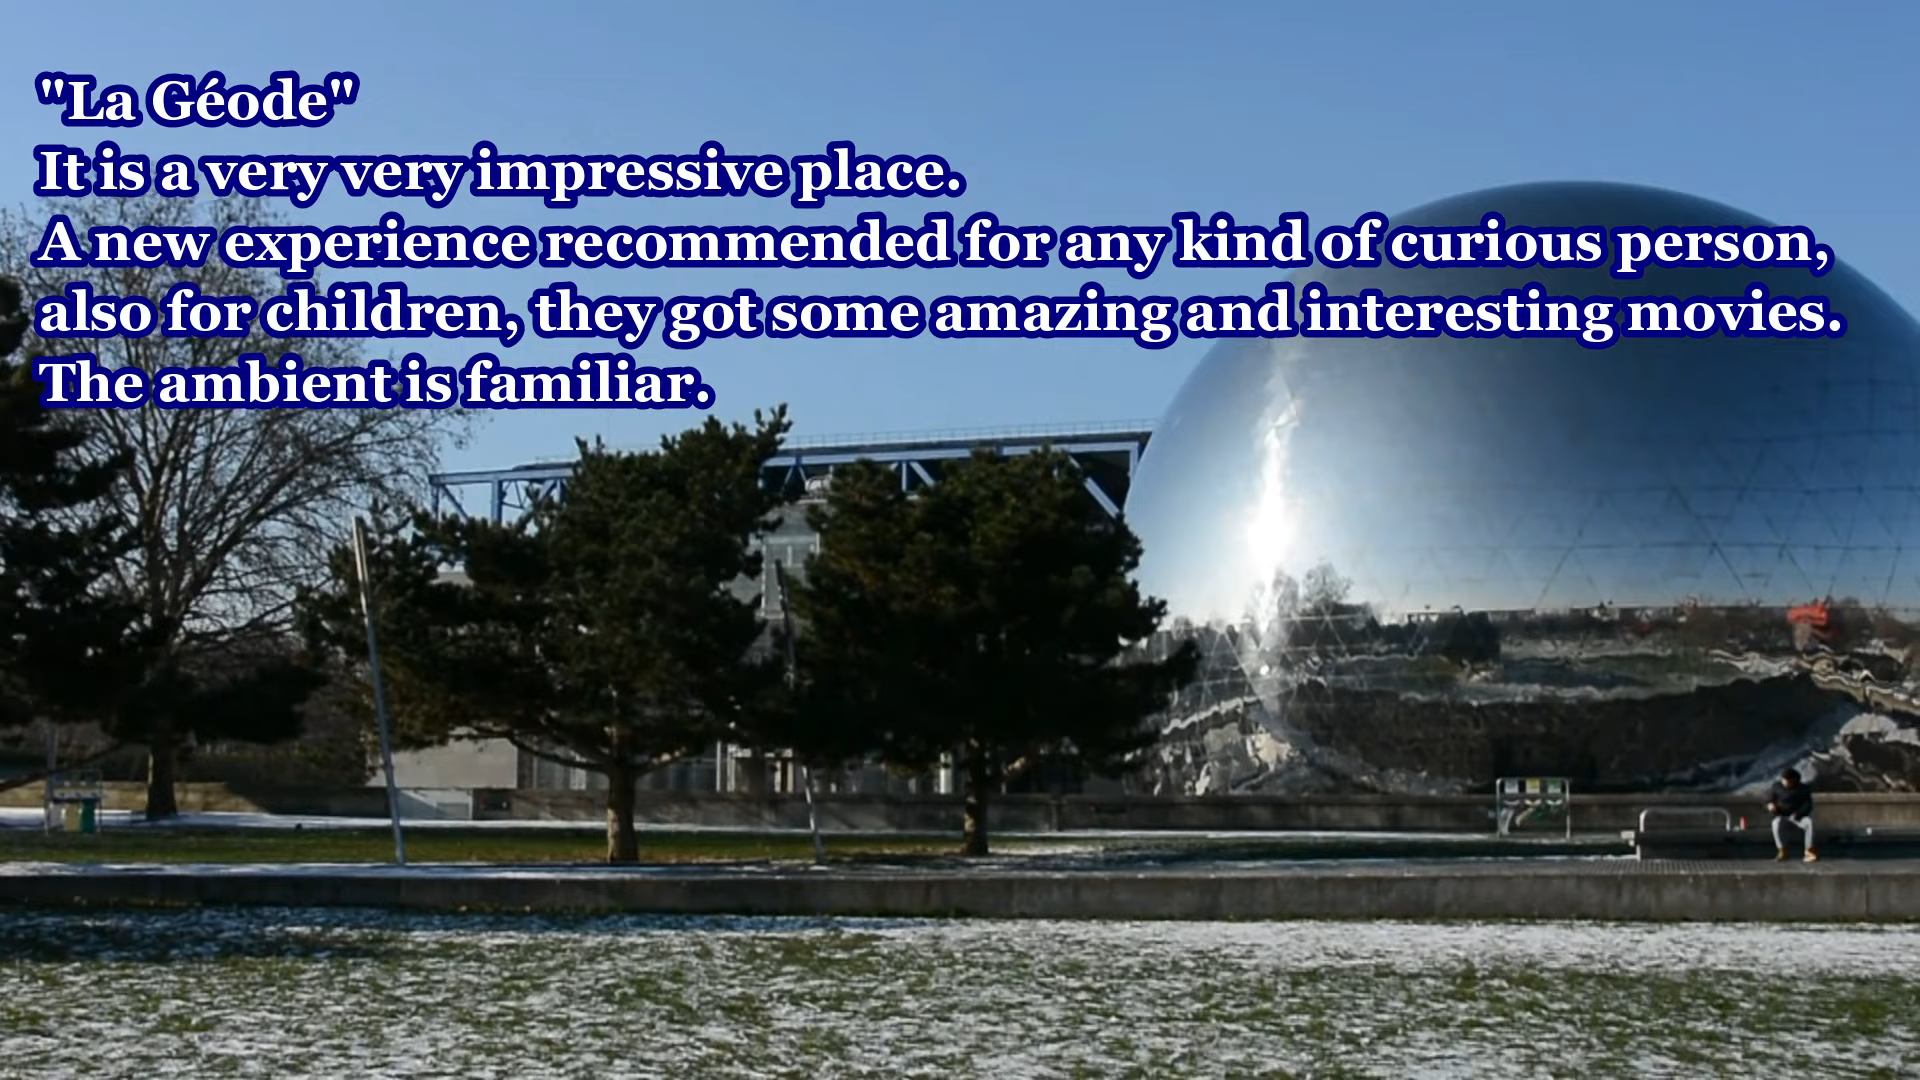 "La Géode"
It is a very very impressive place.
A new experience recommended for any kind of curious person,
also for children, they got some amazing and interesting movies.
The ambient is familiar.